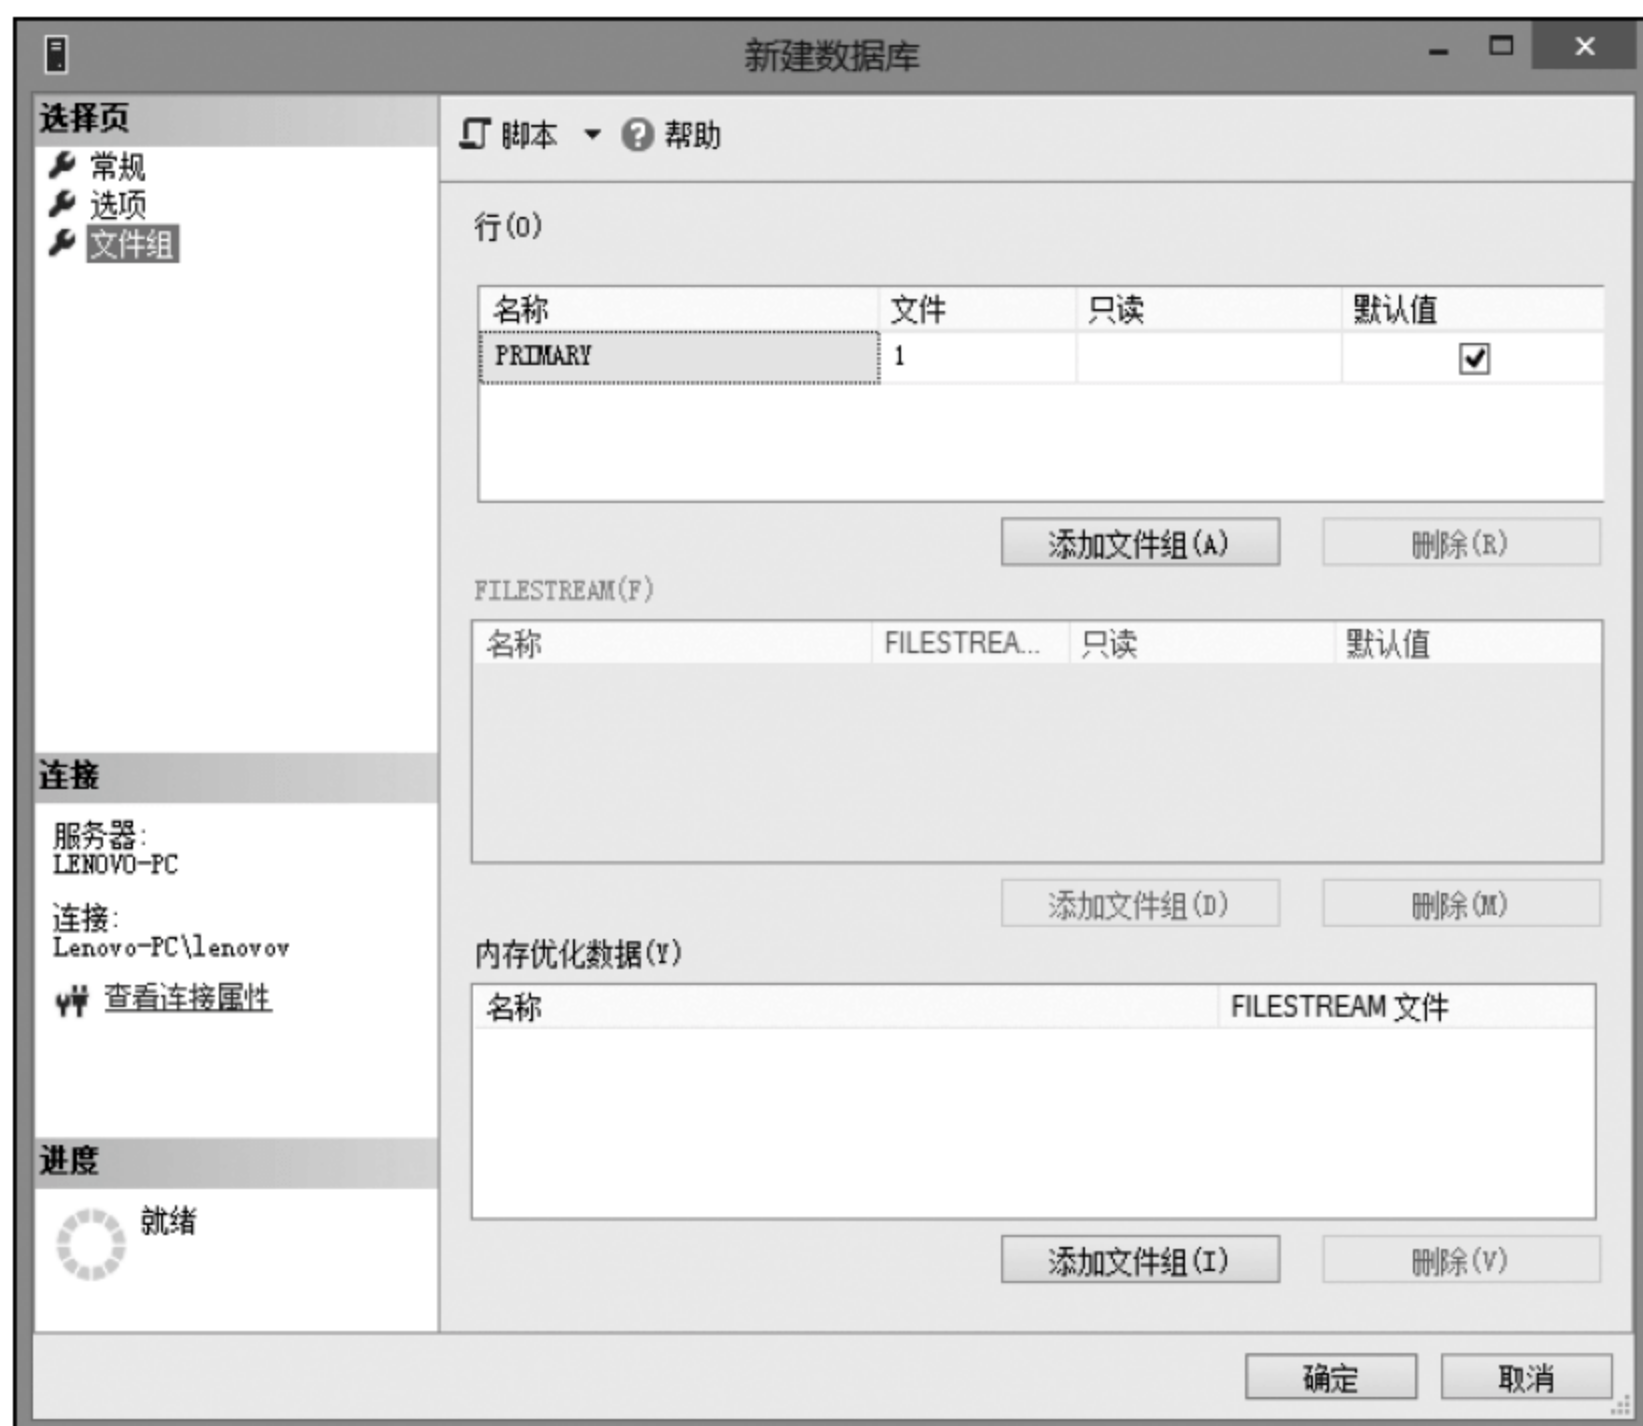 新建数据库
选择页
常规
选项
文件组
脚本 帮助
行(O)
名称 文件 只读 默认值
PRIMARY 1
添加文件组(A) 删除(R)
FILESTREAM(F)
名称 FILESTREA... 只读 默认值
添加文件组(D) 删除(M)
内存优化数据(Y)
名称 FILESTREAM 文件
添加文件组(I) 删除(V)
连接
服务器:
LENOVO-PC
连接:
Lenovo-PC\lenovov
查看连接属性
进度
就绪
确定 取消